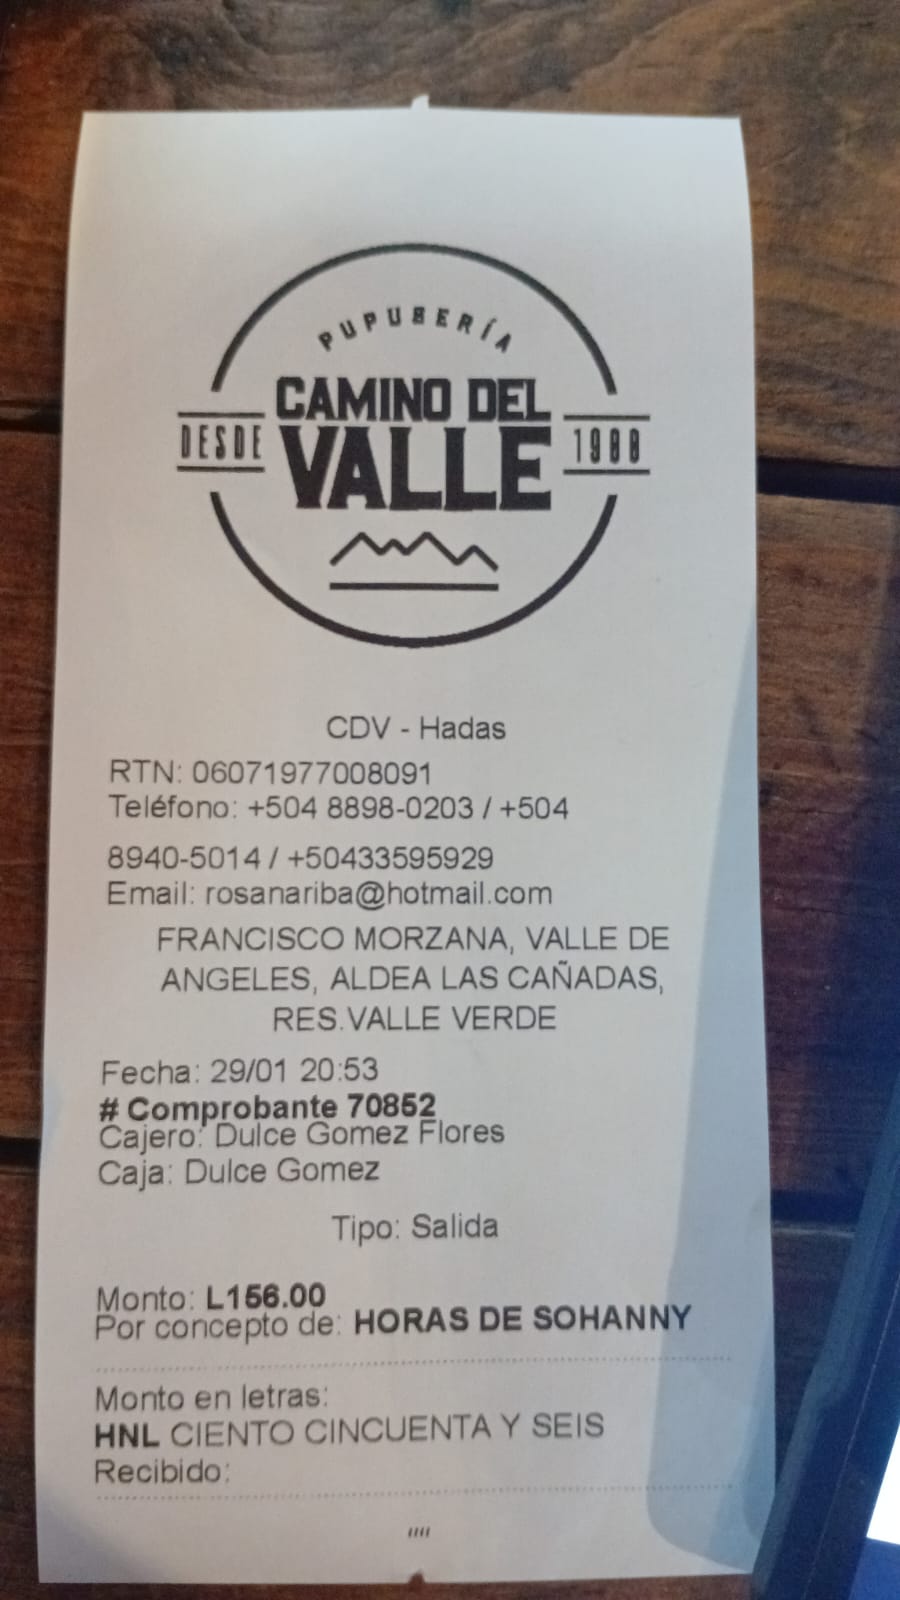 PUPUSERÍA
CAMINO DEL
DESDE VALLE 1988
CDV - Hadas
RTN: 06071977008091
Teléfono: +504 8898-0203 / +504
8940-5014 / +50433595929
Email: rosanariba@hotmail.com
FRANCISCO MORZANA, VALLE DE
ANGELES, ALDEA LAS CAÑADAS,
RES.VALLE VERDE
Fecha: 29/01 20:53
# Comprobante 70852
Cajero: Dulce Gomez Flores
Caja: Dulce Gomez
Tipo: Salida
Monto: L156.00
Por concepto de: HORAS DE SOHANNY
Monto en letras:
HNL CIENTO CINCUENTA Y SEIS
Recibido: